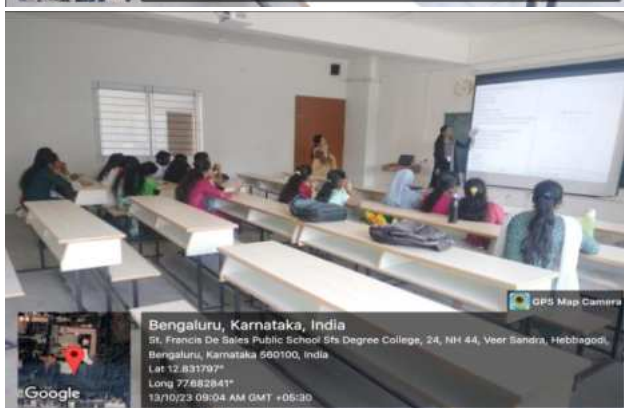 GPS Map Camera
Bengaluru, Karnataka, India
St. Francis De Sales Public School Sfs Degree College, 24, NH 44, Veer Sandra, Hebbagodi,
Bengaluru, Karnataka 560100, India
Lat 12.831797°
Long 77.682841°
13/10/23 09:04 AM GMT +05:30
Google